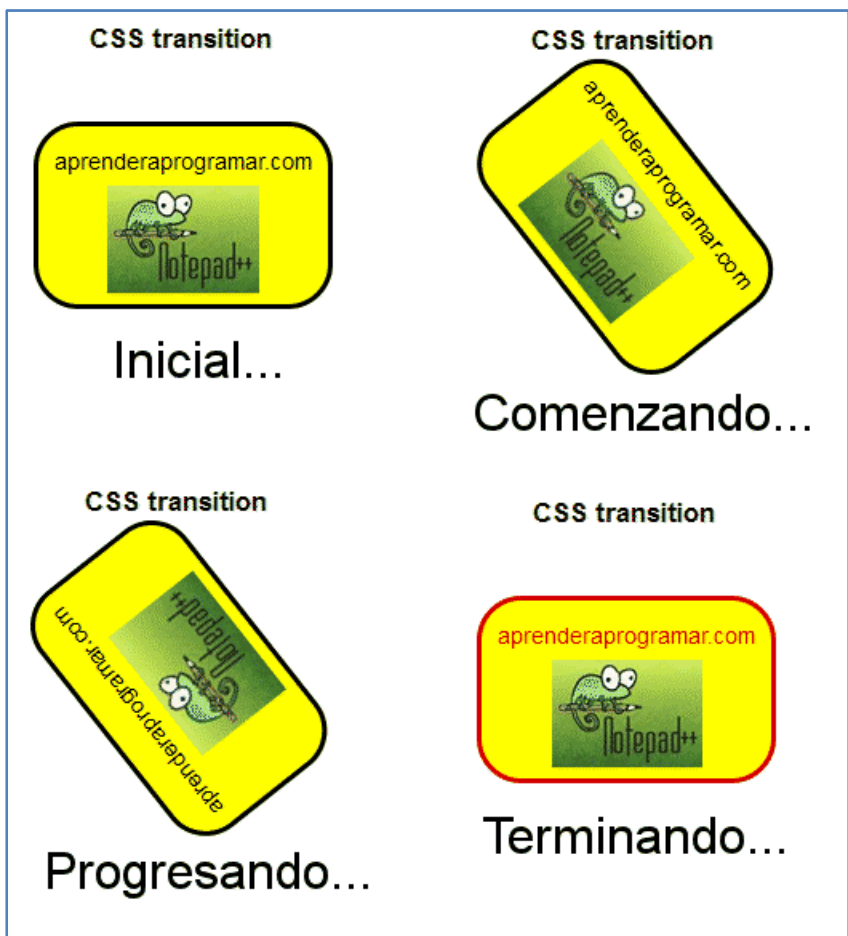 CSS transition
aprenderaprogramar.com
Notepad++
Inicial...
CSS transition
aprenderaprogramar.com
Notepad++
Comenzando...
CSS transition
aprenderaprogramar.com
Notepad++
Progresando...
CSS transition
aprenderaprogramar.com
Notepad++
Terminando...